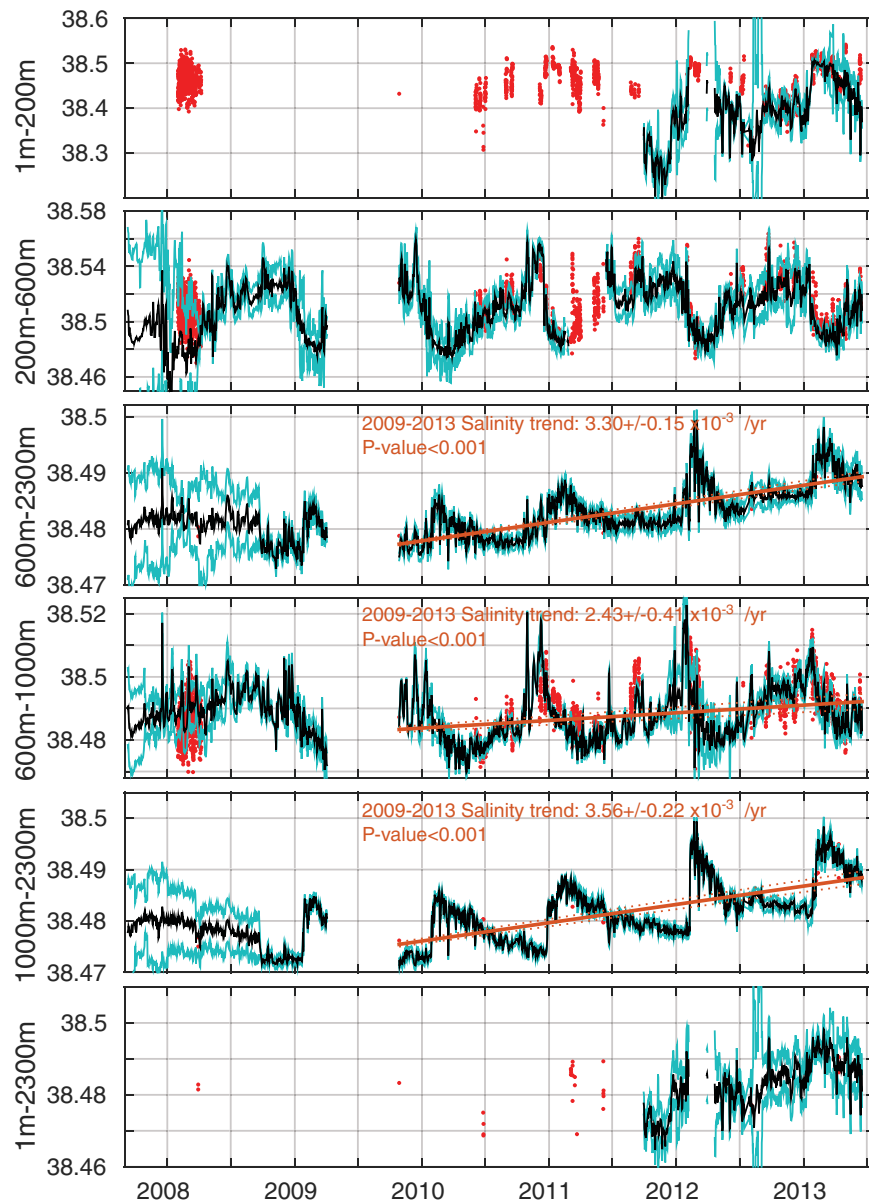 38.6
38.5
38.4
38.3
1m-200m
38.58
38.54
38.5
38.46
200m-600m
38.5
38.49
38.48
38.47
600m-2300m
2009-2013 Salinity trend: 3.30+/-0.15 x10-3 /yr
P-value<0.001
38.52
38.5
38.48
600m-1000m
2009-2013 Salinity trend: 2.43+/-0.41 x10-3 /yr
P-value<0.001
38.5
38.49
38.48
38.47
1000m-2300m
2009-2013 Salinity trend: 3.56+/-0.22 x10-3 /yr
P-value<0.001
38.5
38.48
38.46
1m-2300m
2008 2009 2010 2011 2012 2013